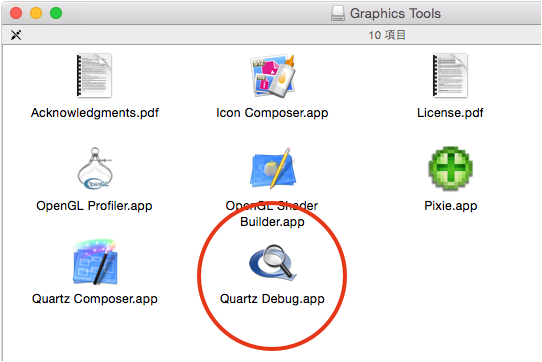 Graphics Tools
10 項目
Acknowledgments.pdf
Icon Composer.app
License.pdf
OpenGL Profiler.app
OpenGL Shader
Builder.app
Pixie.app
Quartz Composer.app
Quartz Debug.app